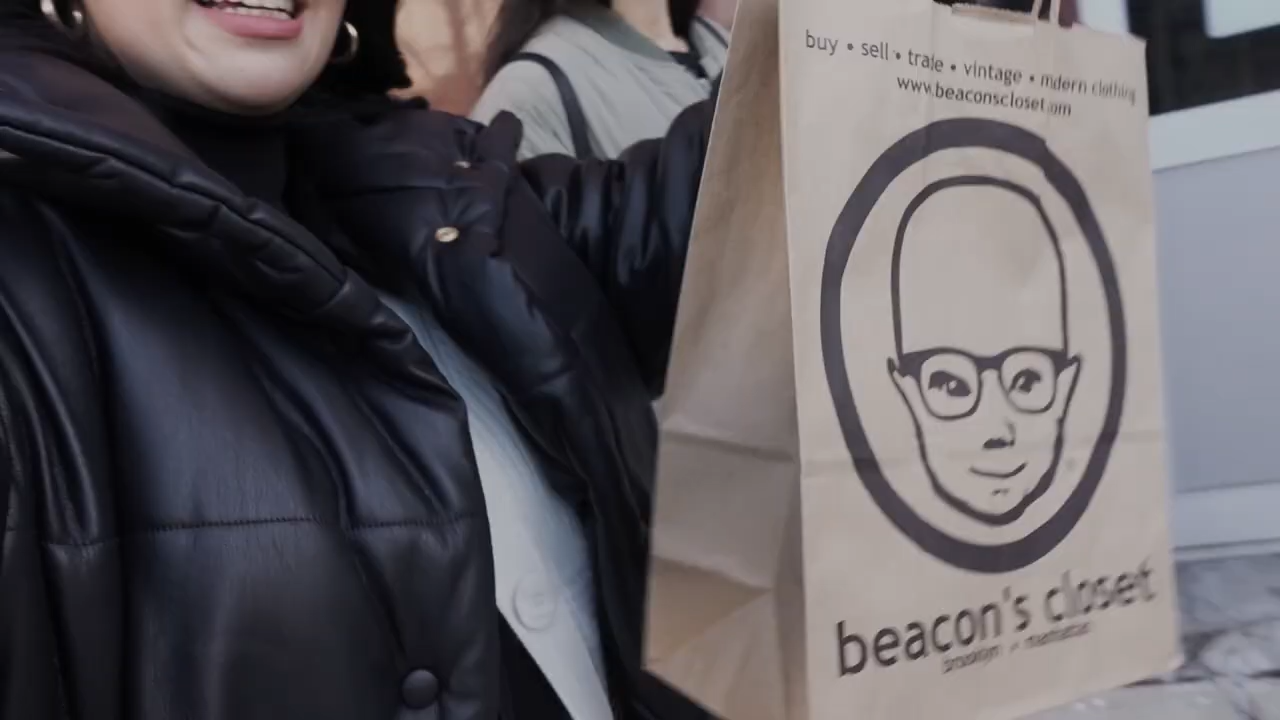 buy • sell • trade • vintage • modern clothing
www.beaconscloset.com
beacon's closet
brooklyn • manhattan